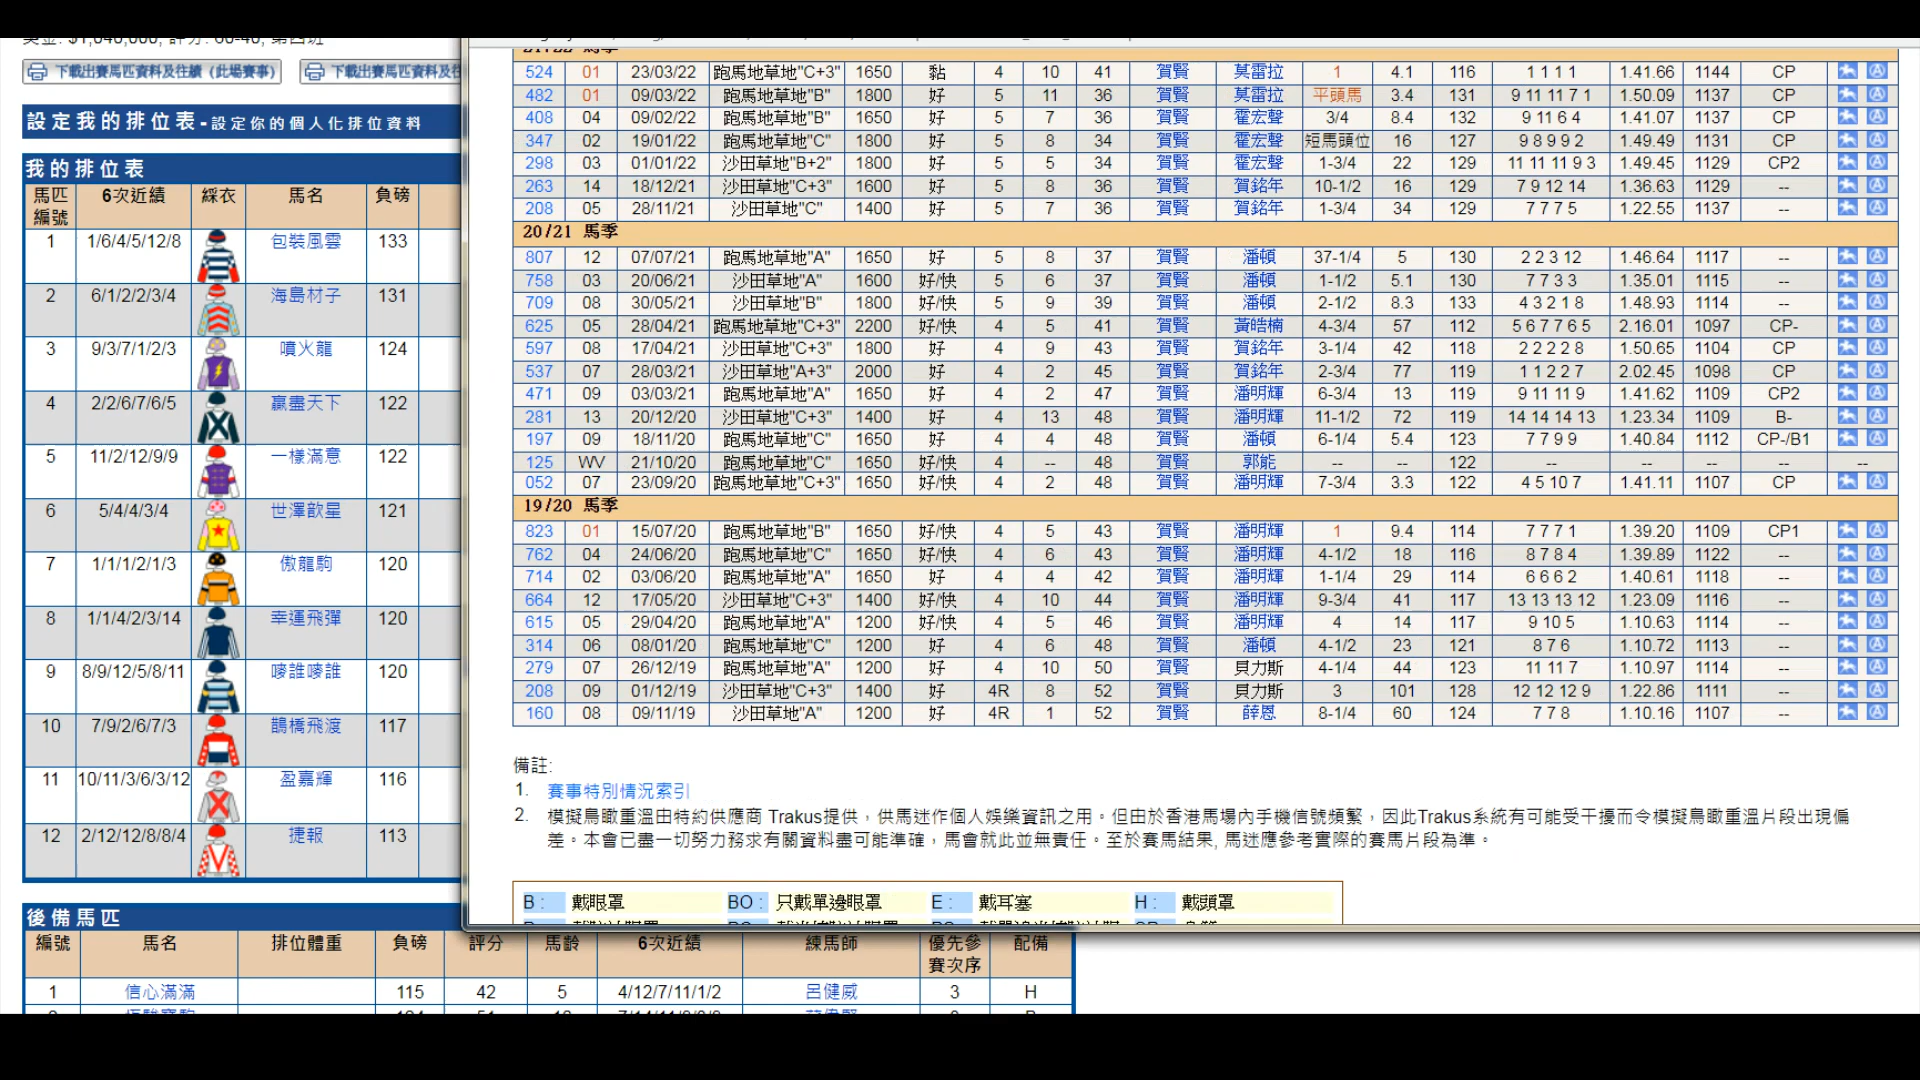 獎金: $1,040,000, 評分: 60-40, 第四班
下載出賽馬匹資料及往績 (此場賽事)
下載出賽馬匹資料及往
設定我的排位表-設定你的個人化排位資料
我的排位表
馬匹編號 6次近績 綵衣 馬名 負磅
1 1/6/4/5/12/8 包裝風雲 133
2 6/1/2/2/3/4 海島材子 131
3 9/3/7/1/2/3 噴火龍 124
4 2/2/6/7/6/5 贏盡天下 122
5 11/2/12/9/9 一樣滿意 122
6 5/4/4/3/4 世澤歆星 121
7 1/1/1/2/1/3 傲龍駒 120
8 1/1/4/2/3/14 幸運飛彈 120
9 8/9/12/5/8/11 嘜誰嘜誰 120
10 7/9/2/6/7/3 鵲橋飛渡 117
11 10/11/3/6/3/12 盈嘉輝 116
12 2/12/12/8/8/4 捷報 113
後備馬匹
編號 馬名 排位體重 負磅 評分 馬齡 6次近績 練馬師 優先參賽次序 配備
1 信心滿滿 115 42 5 4/12/7/11/1/2 呂健威 3 H
21/22 馬季
524 01 23/03/22 跑馬地草地"C+3" 1650 黏 4 10 41 賀賢 莫雷拉 1 4.1 116 1 1 1 1 1.41.66 1144 CP
482 01 09/03/22 跑馬地草地"B" 1800 好 5 11 36 賀賢 莫雷拉 平頭馬 3.4 131 9 11 11 7 1 1.50.09 1137 CP
408 04 09/02/22 跑馬地草地"B" 1650 好 5 7 36 賀賢 霍宏聲 3/4 8.4 132 9 11 6 4 1.41.07 1137 CP
347 02 19/01/22 跑馬地草地"C" 1800 好 5 8 34 賀賢 霍宏聲 短馬頭位 16 127 9 8 9 9 2 1.49.49 1131 CP
298 03 01/01/22 沙田草地"B+2" 1800 好 5 5 34 賀賢 霍宏聲 1-3/4 22 129 11 11 11 9 3 1.49.45 1129 CP2
263 14 18/12/21 沙田草地"C+3" 1600 好 5 8 36 賀賢 賀銘年 10-1/2 16 129 7 9 12 14 1.36.63 1129 --
208 05 28/11/21 沙田草地"C" 1400 好 5 7 36 賀賢 賀銘年 1-3/4 34 129 7 7 7 5 1.22.55 1137 --
20/21 馬季
807 12 07/07/21 跑馬地草地"A" 1650 好 5 8 37 賀賢 潘頓 37-1/4 5 130 2 2 3 12 1.46.64 1117 --
758 03 20/06/21 沙田草地"A" 1600 好/快 5 6 37 賀賢 潘頓 1-1/2 5.1 130 7 7 3 3 1.35.01 1115 --
709 08 30/05/21 沙田草地"B" 1800 好/快 5 9 39 賀賢 潘頓 2-1/2 8.3 133 4 3 2 1 8 1.48.93 1114 --
625 05 28/04/21 跑馬地草地"C+3" 2200 好/快 4 5 41 賀賢 黃皓楠 4-3/4 57 112 5 6 7 7 6 5 2.16.01 1097 CP-
597 08 17/04/21 沙田草地"C+3" 1800 好 4 9 43 賀賢 賀銘年 3-1/4 42 118 2 2 2 2 8 1.50.65 1104 CP
537 07 28/03/21 沙田草地"A+3" 2000 好 4 2 45 賀賢 賀銘年 2-3/4 77 119 1 1 2 2 7 2.02.45 1098 CP
471 09 03/03/21 跑馬地草地"A" 1650 好 4 2 47 賀賢 潘明輝 6-3/4 13 119 9 11 11 9 1.41.62 1109 CP2
281 13 20/12/20 沙田草地"C+3" 1400 好 4 13 48 賀賢 潘明輝 11-1/2 72 119 14 14 14 13 1.23.34 1109 B-
197 09 18/11/20 跑馬地草地"C" 1650 好 4 4 48 賀賢 潘頓 6-1/4 5.4 123 7 7 9 9 1.40.84 1112 CP-/B1
125 WV 21/10/20 跑馬地草地"C" 1650 好/快 4 -- 48 賀賢 郭能 -- -- 122 -- -- -- -- --
052 07 23/09/20 跑馬地草地"C+3" 1650 好/快 4 2 48 賀賢 潘明輝 7-3/4 3.3 122 4 5 10 7 1.41.11 1107 CP
19/20 馬季
823 01 15/07/20 跑馬地草地"B" 1650 好/快 4 5 43 賀賢 潘明輝 1 9.4 114 7 7 7 1 1.39.20 1109 CP1
762 04 24/06/20 跑馬地草地"C" 1650 好/快 4 6 43 賀賢 潘明輝 4-1/2 18 116 8 7 8 4 1.39.89 1122 --
714 02 03/06/20 跑馬地草地"A" 1650 好 4 4 42 賀賢 潘明輝 1-1/4 29 114 6 6 6 2 1.40.61 1118 --
664 12 17/05/20 沙田草地"C+3" 1400 好/快 4 10 44 賀賢 潘明輝 9-3/4 41 117 13 13 13 12 1.23.09 1116 --
615 05 29/04/20 跑馬地草地"A" 1200 好/快 4 5 46 賀賢 潘明輝 4 14 117 9 10 5 1.10.63 1114 --
314 06 08/01/20 跑馬地草地"C" 1200 好 4 6 48 賀賢 潘頓 4-1/2 23 121 8 7 6 1.10.72 1113 --
279 07 26/12/19 跑馬地草地"A" 1200 好 4 10 50 賀賢 貝力斯 4-1/4 44 123 11 11 7 1.10.97 1114 --
208 09 01/12/19 沙田草地"C+3" 1400 好 4R 8 52 賀賢 貝力斯 3 101 128 12 12 12 9 1.22.86 1111 --
160 08 09/11/19 沙田草地"A" 1200 好 4R 1 52 賀賢 薛恩 8-1/4 60 124 7 7 8 1.10.16 1107 --
備註:
1. 賽事特別情況索引
2. 模擬鳥瞰重溫由特約供應商 Trakus提供，供馬迷作個人娛樂資訊之用。但由於香港馬場內手機信號頻繁，因此Trakus系統有可能受干擾而令模擬鳥瞰重溫片段出現偏
差。本會已盡一切努力務求有關資料盡可能準確，馬會就此並無責任。至於賽馬結果, 馬迷應參考實際的賽馬片段為準。
B : 戴眼罩 BO : 只戴單邊眼罩 E : 戴耳塞 H : 戴頭罩